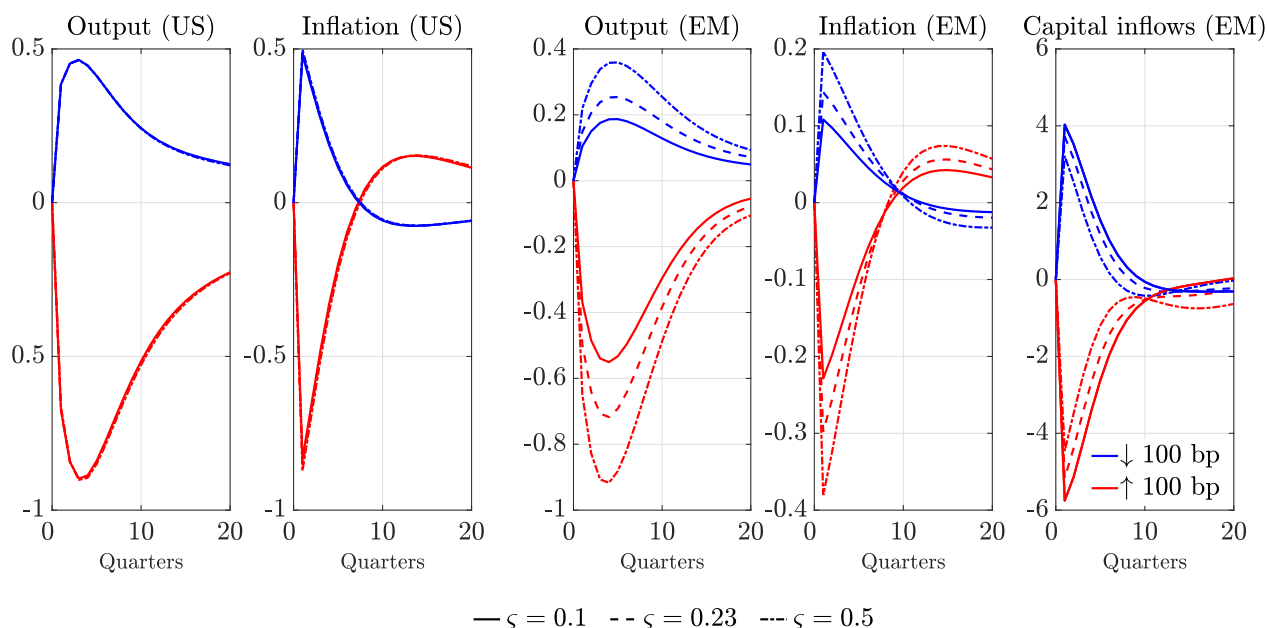 Output (US) Inflation (US) Output (EM) Inflation (EM) Capital inflows (EM)
0.5 -0.5 0.4 0.2 6
0.2 0.1 4
2
0 0 0 0 0
-0.2 -0.1 -2
0.5 -0.5 -0.4
-0.6 -0.2
-0.8 -0.3 -4
-1 -1 -1 -0.4 -6
↓ 100 bp
↑ 100 bp
0 10 20 0 10 20 0 10 20 0 10 20 0 10 20
Quarters Quarters Quarters Quarters Quarters
ς = 0.1 ς = 0.23 ς = 0.5